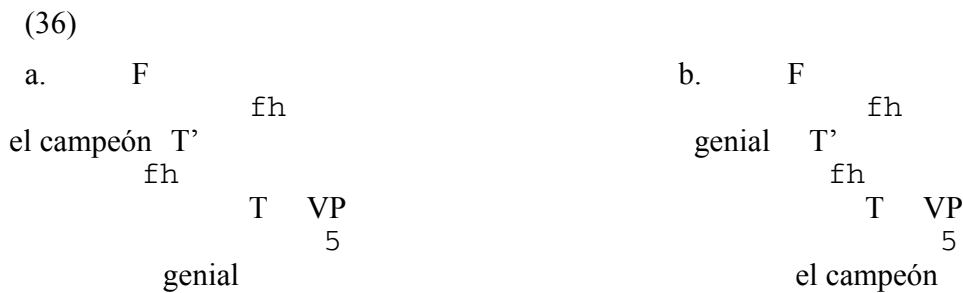 (36)
a. F b. F
fh fh
el campeón T’ genial T’
fh fh
T VP T VP
5 5
genial el campeón